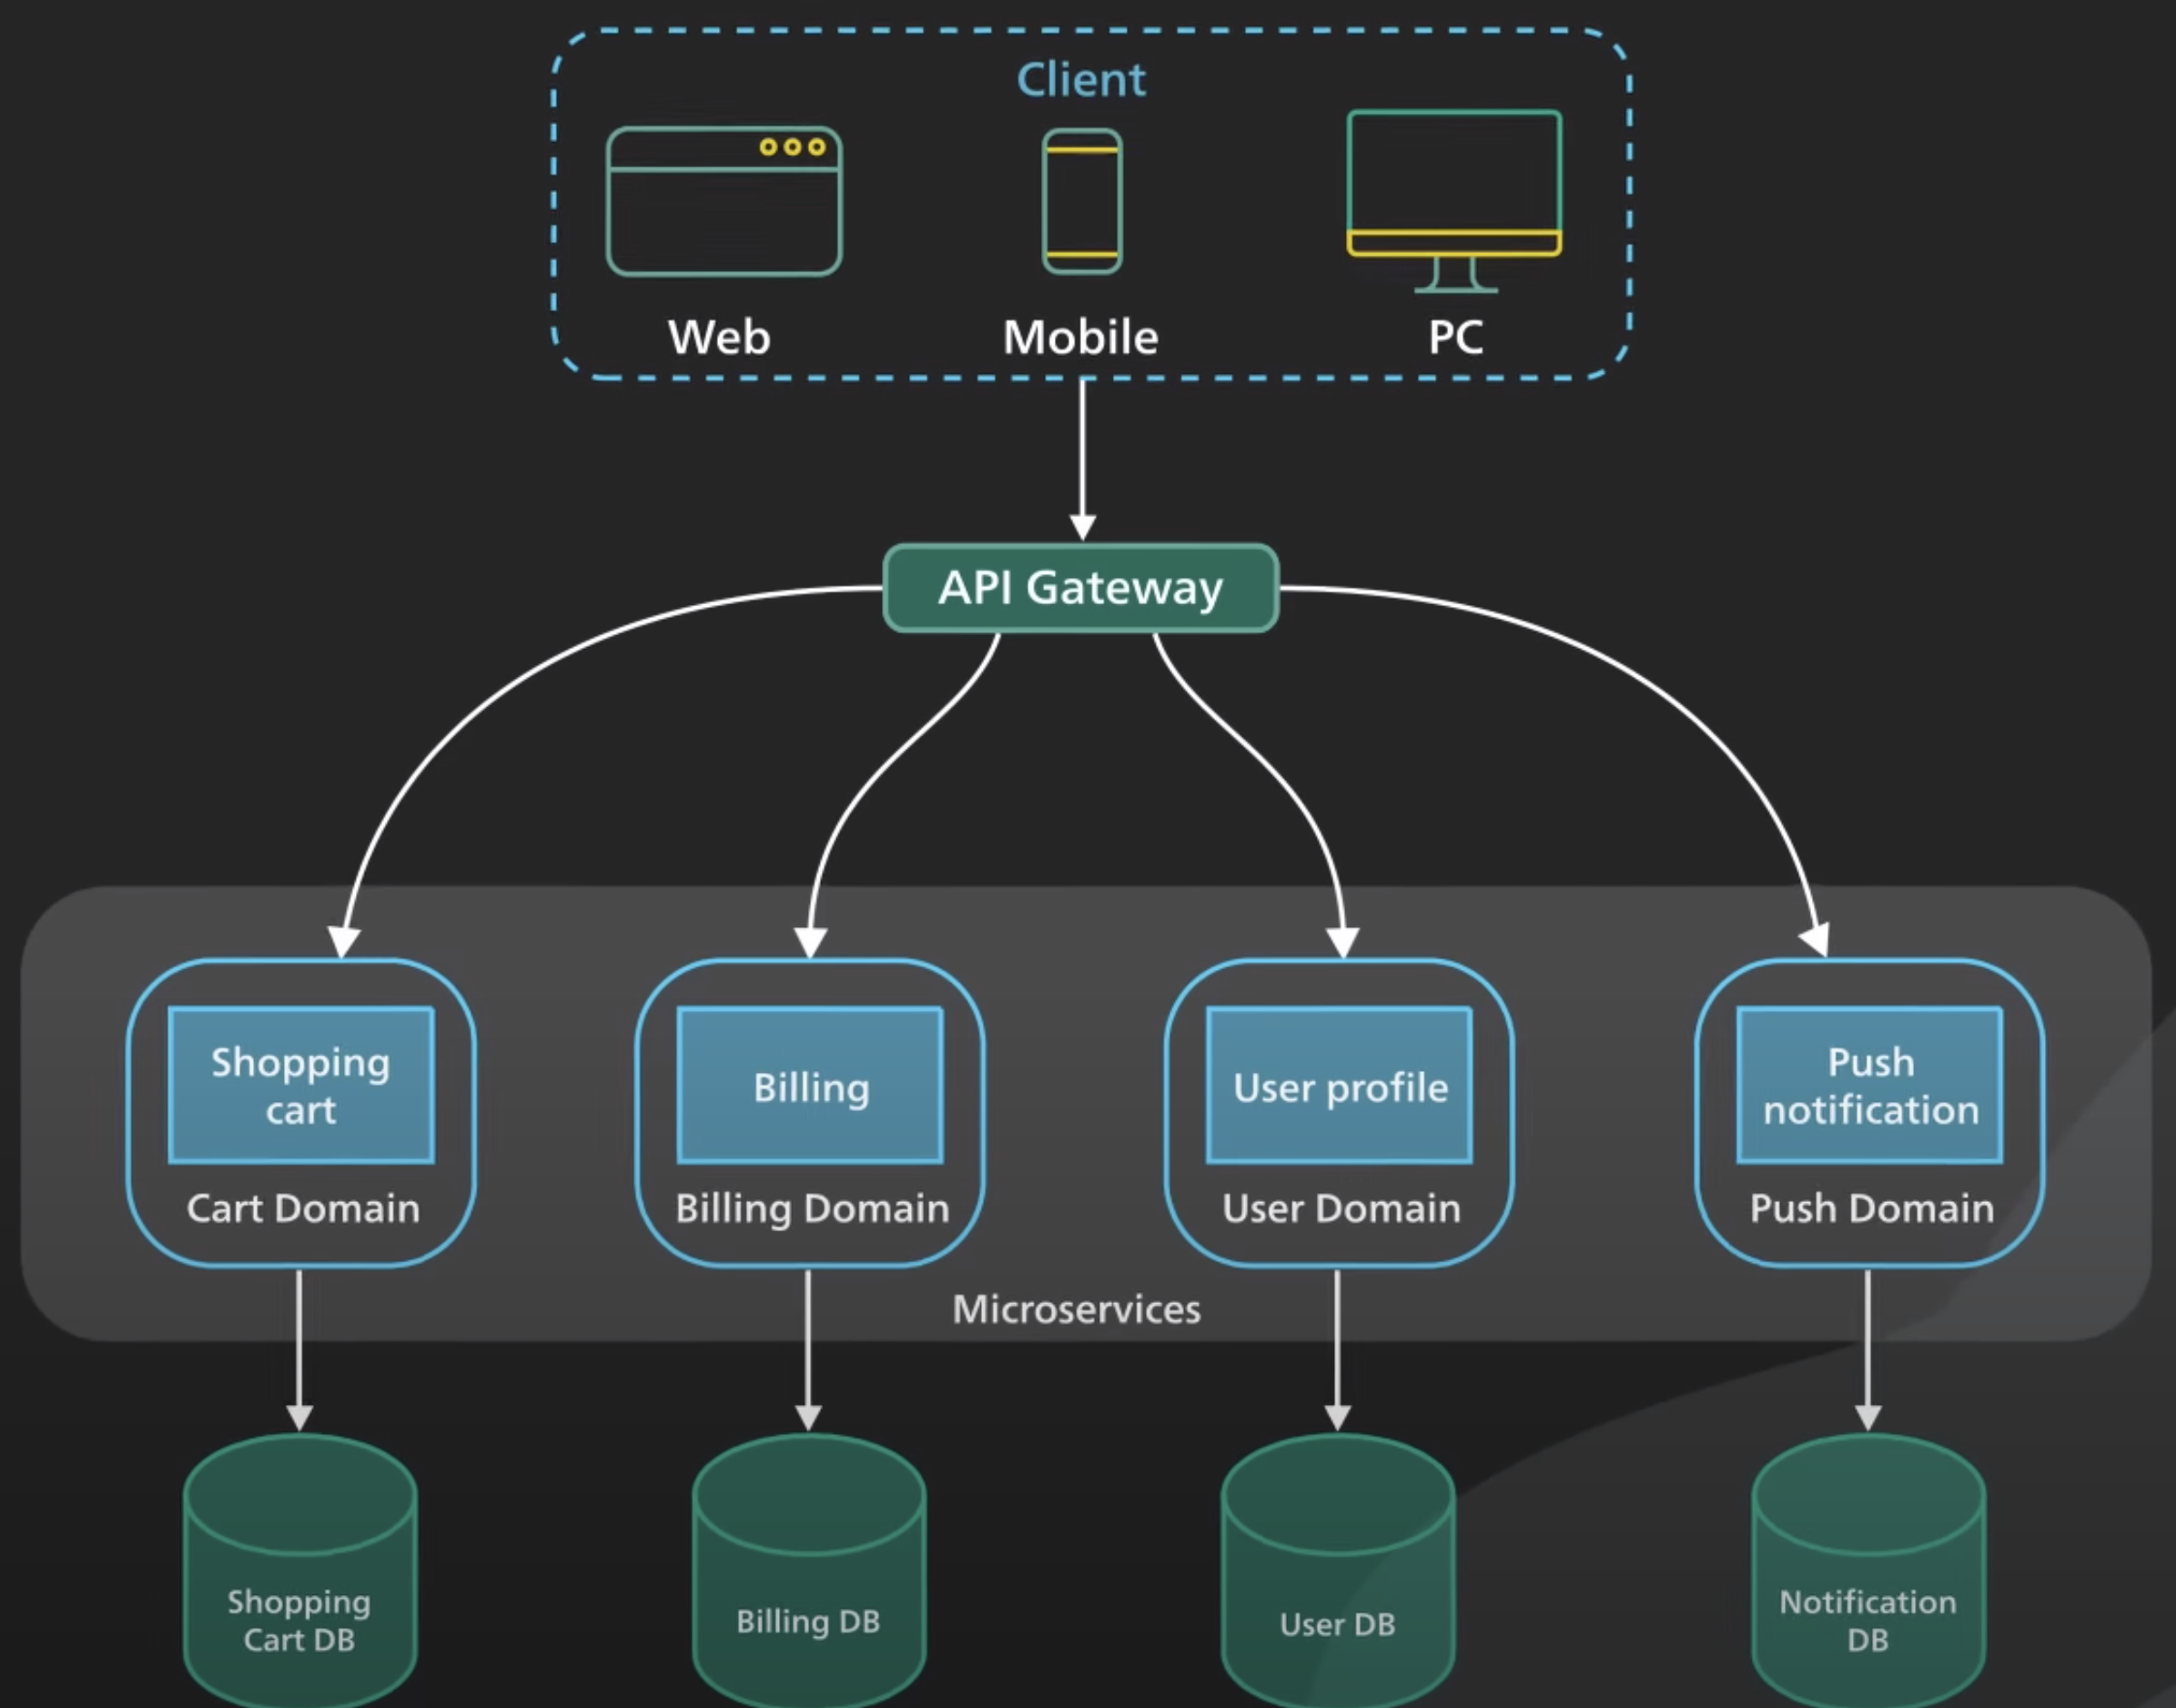 Client
Web
Mobile
PC
API Gateway
Shopping
cart
Cart Domain
Billing
Billing Domain
User profile
User Domain
Push
notification
Push Domain
Microservices
Shopping
Cart DB
Billing DB
User DB
Notification
DB